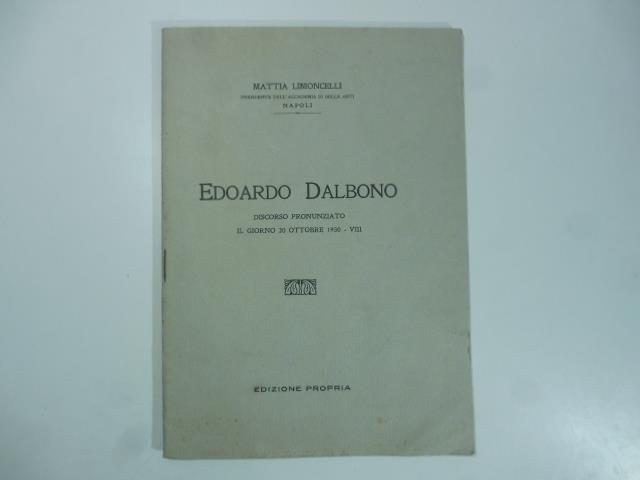 MATTIA LIMONCELLI
PRESIDENTE DELL'ACCADEMIA DI BELLE ARTI
NAPOLI
EDOARDO DALBONO
DISCORSO PRONUNZIATO
IL GIORNO 20 OTTOBRE 1930 - VIII
EDIZIONE PROPRIA